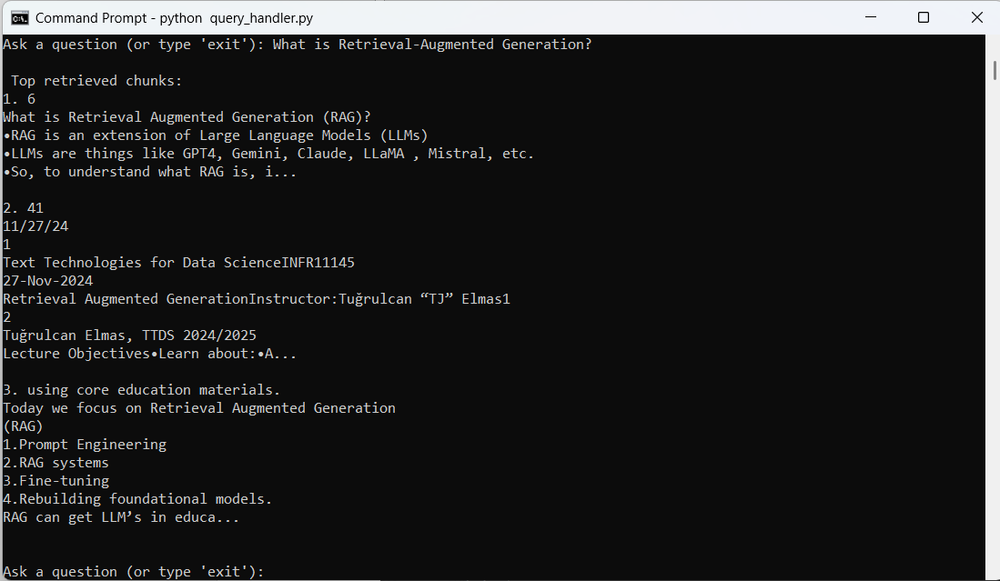 Command Prompt - python  query_handler.py
Ask a question (or type 'exit'): What is Retrieval-Augmented Generation?
Top retrieved chunks:
1. 6
What is Retrieval Augmented Generation (RAG)?
•RAG is an extension of Large Language Models (LLMs)
•LLMs are things like GPT4, Gemini, Claude, LLaMA , Mistral, etc.
•So, to understand what RAG is, i...
2. 41
11/27/24
1
Text Technologies for Data ScienceINFR11145
27-Nov-2024
Retrieval Augmented GenerationInstructor:Tuğrulcan “TJ” Elmas1
2
Tuğrulcan Elmas, TTDS 2024/2025
Lecture Objectives•Learn about:•A...
3. using core education materials.
Today we focus on Retrieval Augmented Generation
(RAG)
1.Prompt Engineering
2.RAG systems
3.Fine-tuning
4.Rebuilding foundational models.
RAG can get LLM’s in educa...
Ask a question (or type 'exit'):